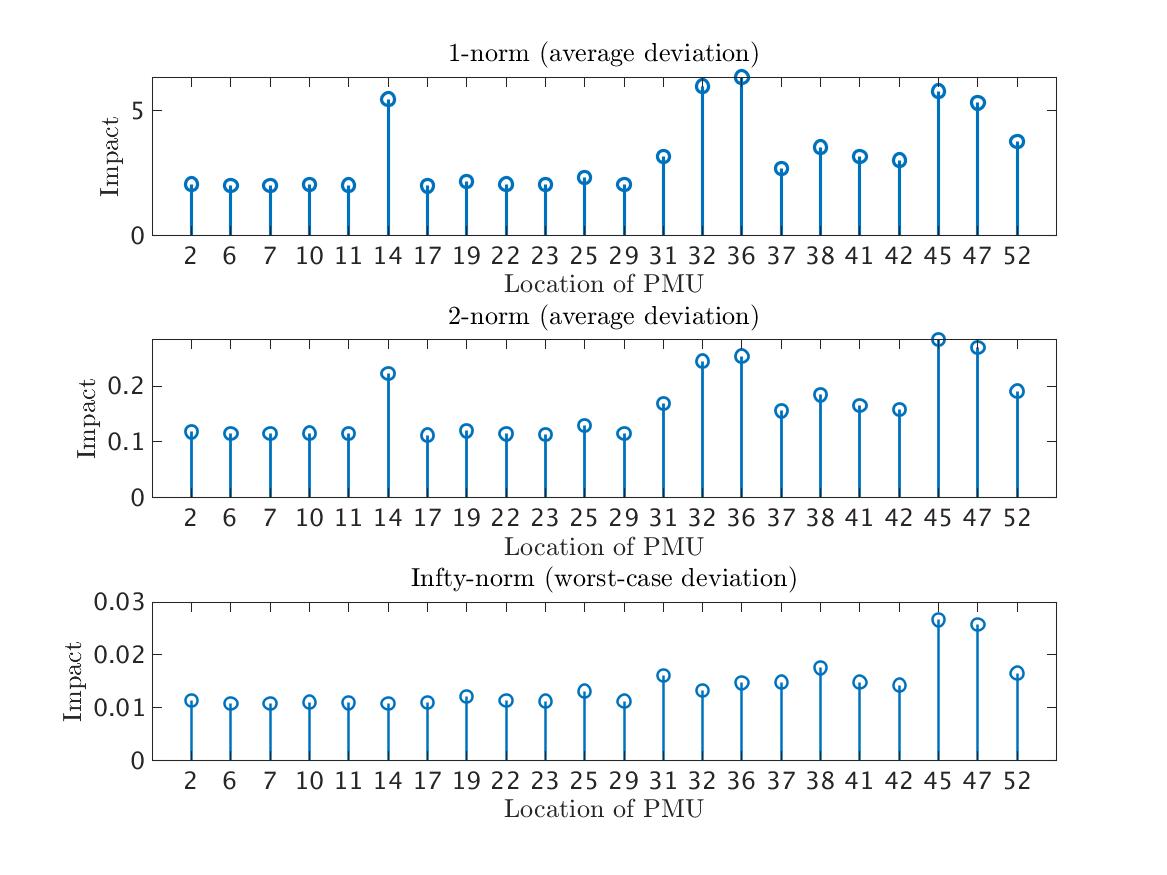 1-norm (average deviation)
5
0
Impact
2 6 7 10 11 14 17 19 22 23 25 29 31 32 36 37 38 41 42 45 47 52
Location of PMU
2-norm (average deviation)
0.2
0.1
0
Impact
2 6 7 10 11 14 17 19 22 23 25 29 31 32 36 37 38 41 42 45 47 52
Location of PMU
Infty-norm (worst-case deviation)
0.03
0.02
0.01
0
Impact
2 6 7 10 11 14 17 19 22 23 25 29 31 32 36 37 38 41 42 45 47 52
Location of PMU